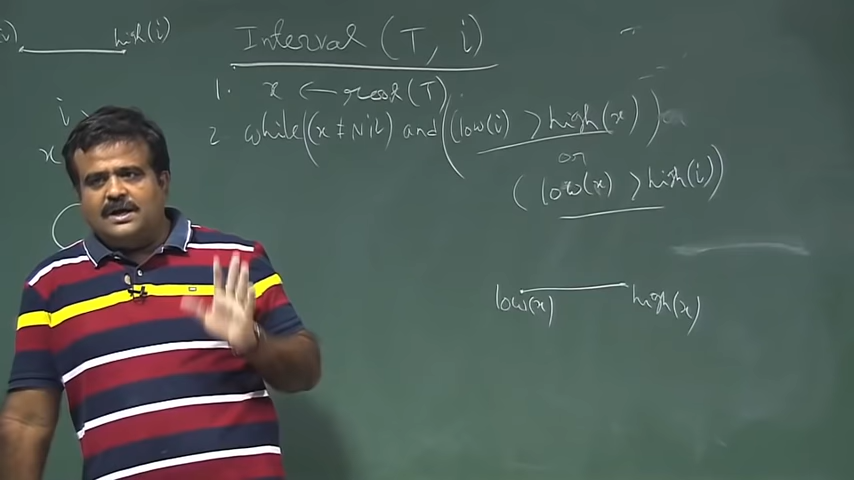 high(i)
Interval (T, i)
1. x ← root(T)
2 while((x ≠ Nil) and ((low(i) > high(x))
or
(low(x) > high(i))
i
x
low(x) high(x)